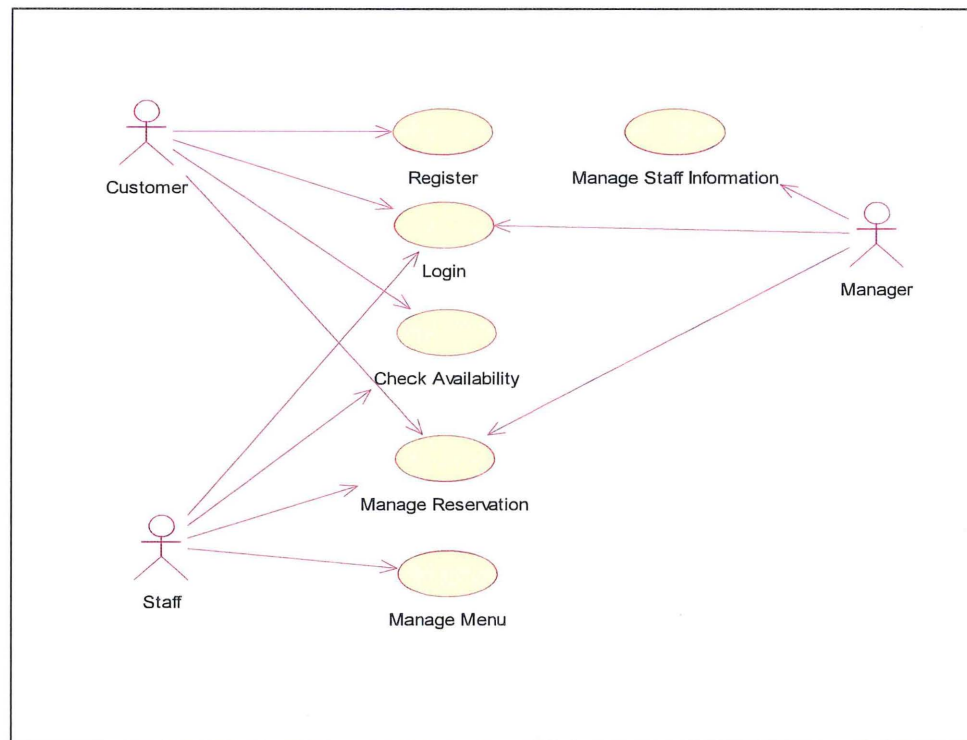 Customer
Register
Manage Staff Information
Login
Manager
Check Availability
Manage Reservation
Staff
Manage Menu